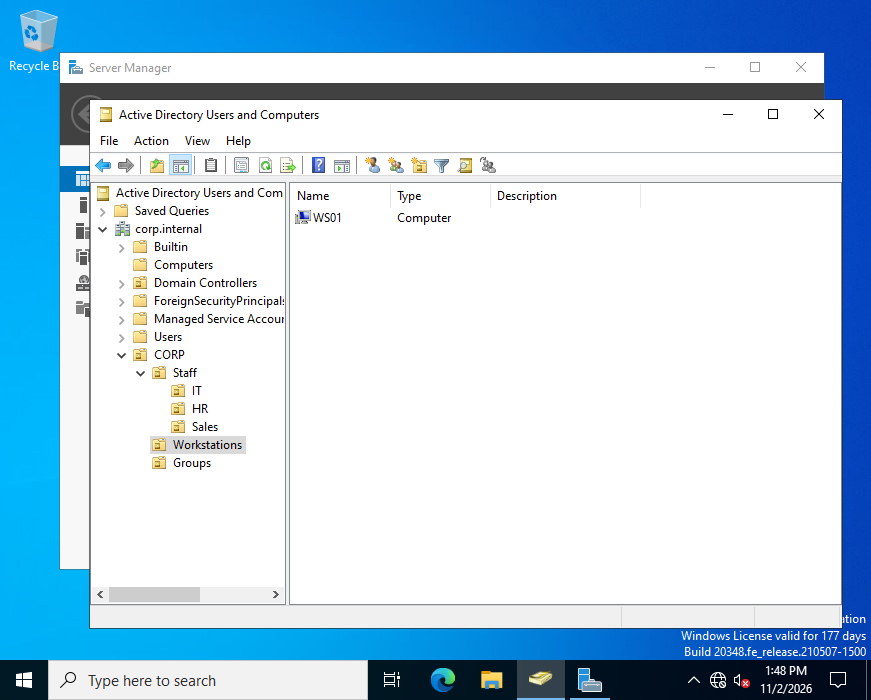 Recycle B
Server Manager
Active Directory Users and Computers
File Action View Help
Active Directory Users and Com
Saved Queries
corp.internal
Builtin
Computers
Domain Controllers
ForeignSecurityPrincipals
Managed Service Accour
Users
CORP
Staff
IT
HR
Sales
Workstations
Groups
Name Type Description
WS01 Computer
ation
Windows License valid for 177 days
Build 20348.fe_release.210507-1500
Type here to search
1:48 PM
11/2/2026